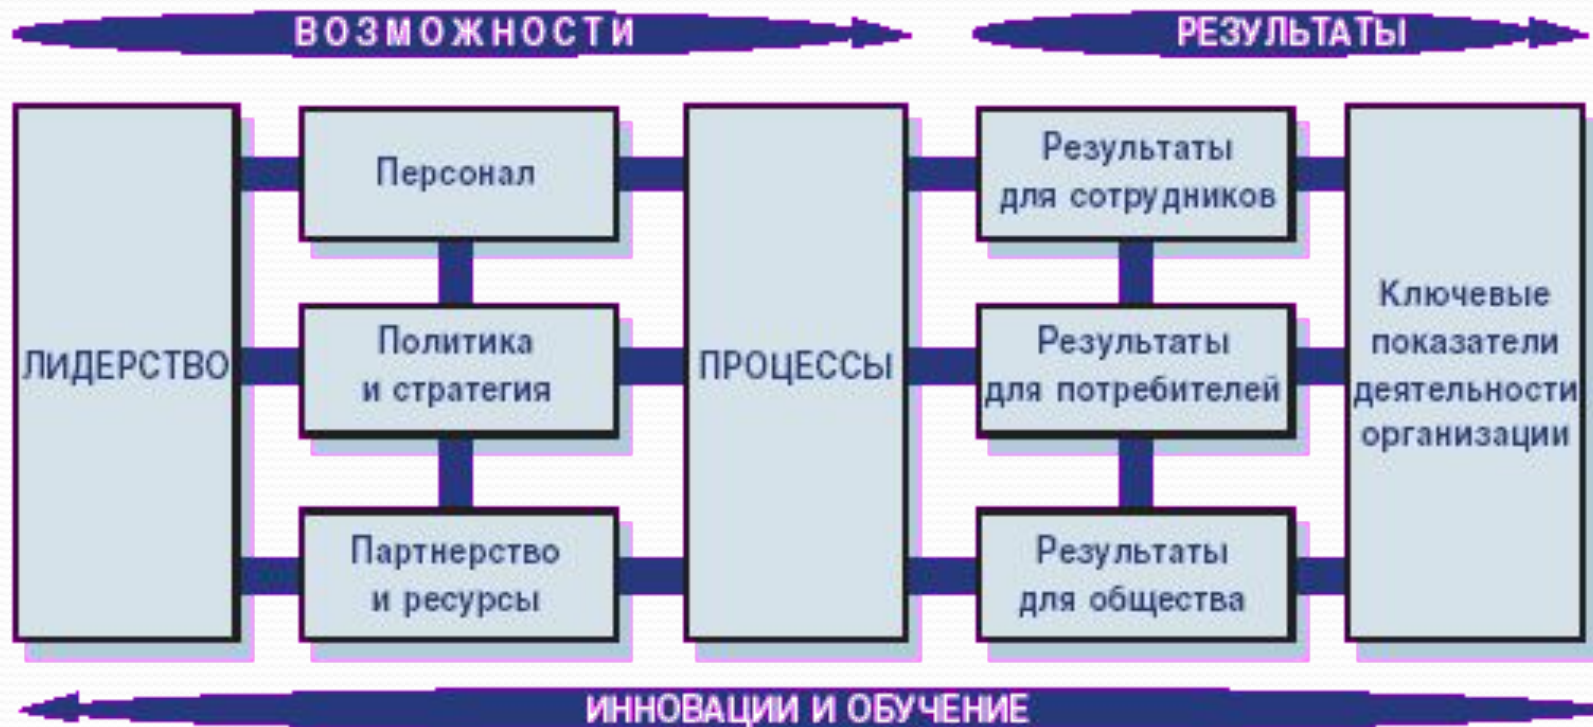 ВОЗМОЖНОСТИ
РЕЗУЛЬТАТЫ
ЛИДЕРСТВО
Персонал
Политика
и стратегия
Партнерство
и ресурсы
ПРОЦЕССЫ
Результаты
для сотрудников
Результаты
для потребителей
Результаты
для общества
Ключевые
показатели
деятельности
организации
ИННОВАЦИИ И ОБУЧЕНИЕ